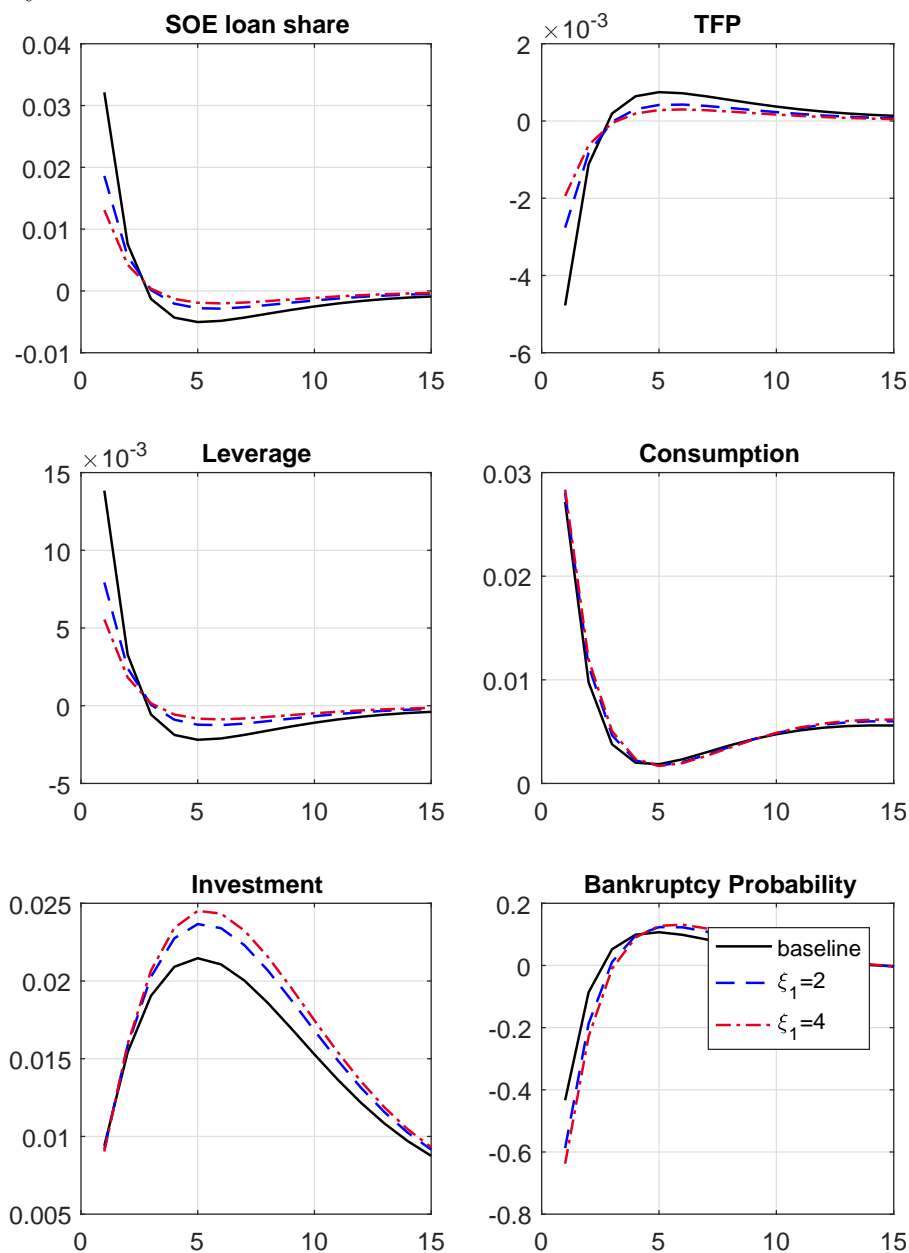 SOE loan share
TFP
×10⁻³
0.04
0.03
0.02
0.01
0
-0.01
0 5 10 15
2
0
-2
-4
-6
0 5 10 15
Leverage
Consumption
×10⁻³
15
10
5
0
-5
0 5 10 15
0.03
0.02
0.01
0
0 5 10 15
Investment
Bankruptcy Probability
0.025
0.02
0.015
0.01
0.005
0 5 10 15
0.2
0
-0.2
-0.4
-0.6
-0.8
0 5 10 15
baseline
ξ₁=2
ξ₁=4